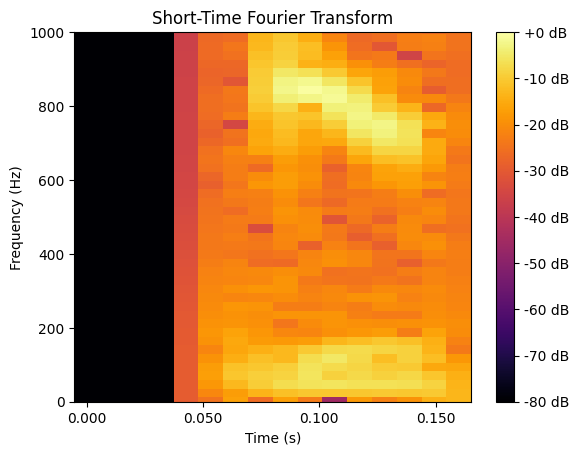 Short-Time Fourier Transform
1000
800
600
400
200
0
Frequency (Hz)
0.000
0.050
0.100
0.150
Time (s)
+0 dB
-10 dB
-20 dB
-30 dB
-40 dB
-50 dB
-60 dB
-70 dB
-80 dB